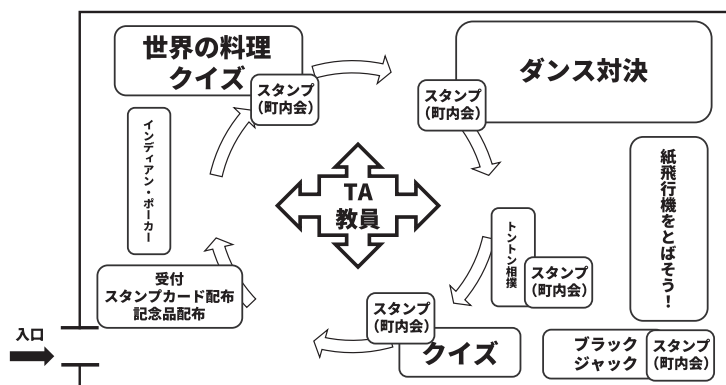 世界の料理
クイズ
スタンプ
（町内会）
ダンス対決
スタンプ
（町内会）
インディアン・ポーカー
TA
教員
紙飛行機をとばそう！
トントン相撲
スタンプ
（町内会）
受付
スタンプカード配布
記念品配布
スタンプ
（町内会）
クイズ
ブラック
ジャック
スタンプ
（町内会）
入口